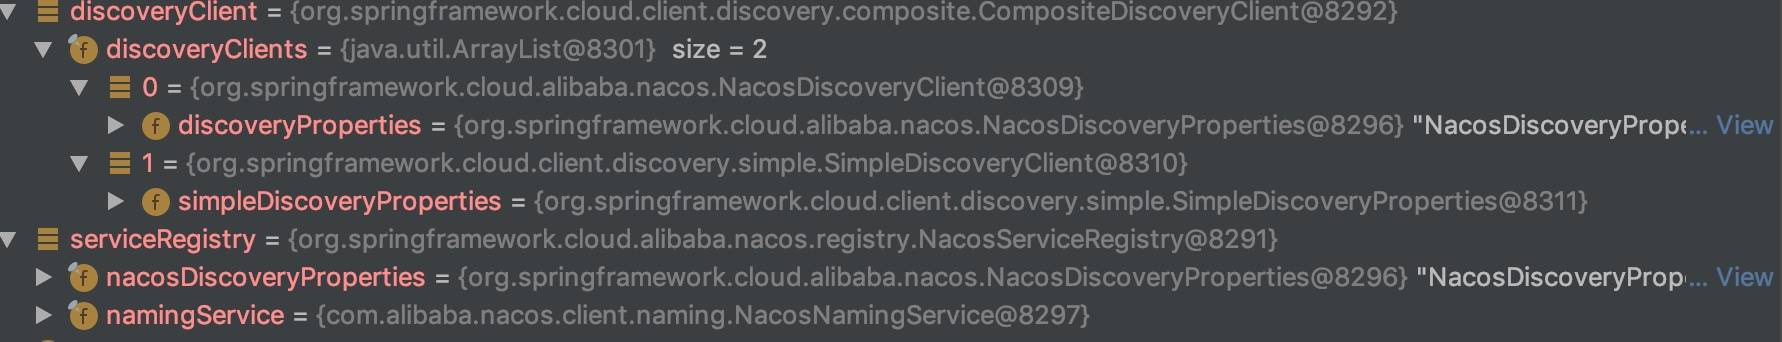 discoveryClient = {org.springframework.cloud.client.discovery.composite.CompositeDiscoveryClient@8292}
f discoveryClients = {java.util.ArrayList@8301} size = 2
0 = {org.springframework.cloud.alibaba.nacos.NacosDiscoveryClient@8309}
f discoveryProperties = {org.springframework.cloud.alibaba.nacos.NacosDiscoveryProperties@8296} "NacosDiscoveryPrope... View
1 = {org.springframework.cloud.client.discovery.simple.SimpleDiscoveryClient@8310}
f simpleDiscoveryProperties = {org.springframework.cloud.client.discovery.simple.SimpleDiscoveryProperties@8311}
serviceRegistry = {org.springframework.cloud.alibaba.nacos.registry.NacosServiceRegistry@8291}
f nacosDiscoveryProperties = {org.springframework.cloud.alibaba.nacos.NacosDiscoveryProperties@8296} "NacosDiscoveryProp... View
f namingService = {com.alibaba.nacos.client.naming.NacosNamingService@8297}